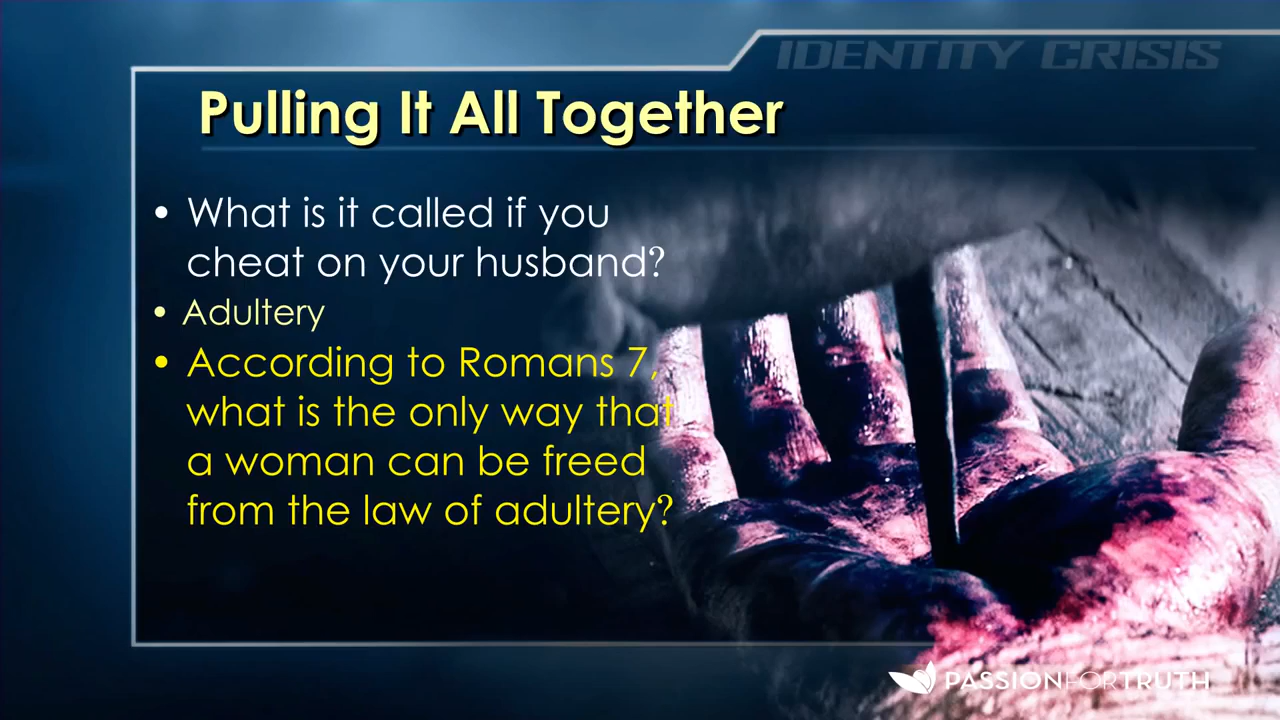 IDENTITY CRISIS
Pulling It All Together
• What is it called if you
cheat on your husband?
• Adultery
• According to Romans 7,
what is the only way that
a woman can be freed
from the law of adultery?
PASSIONFORTRUTH